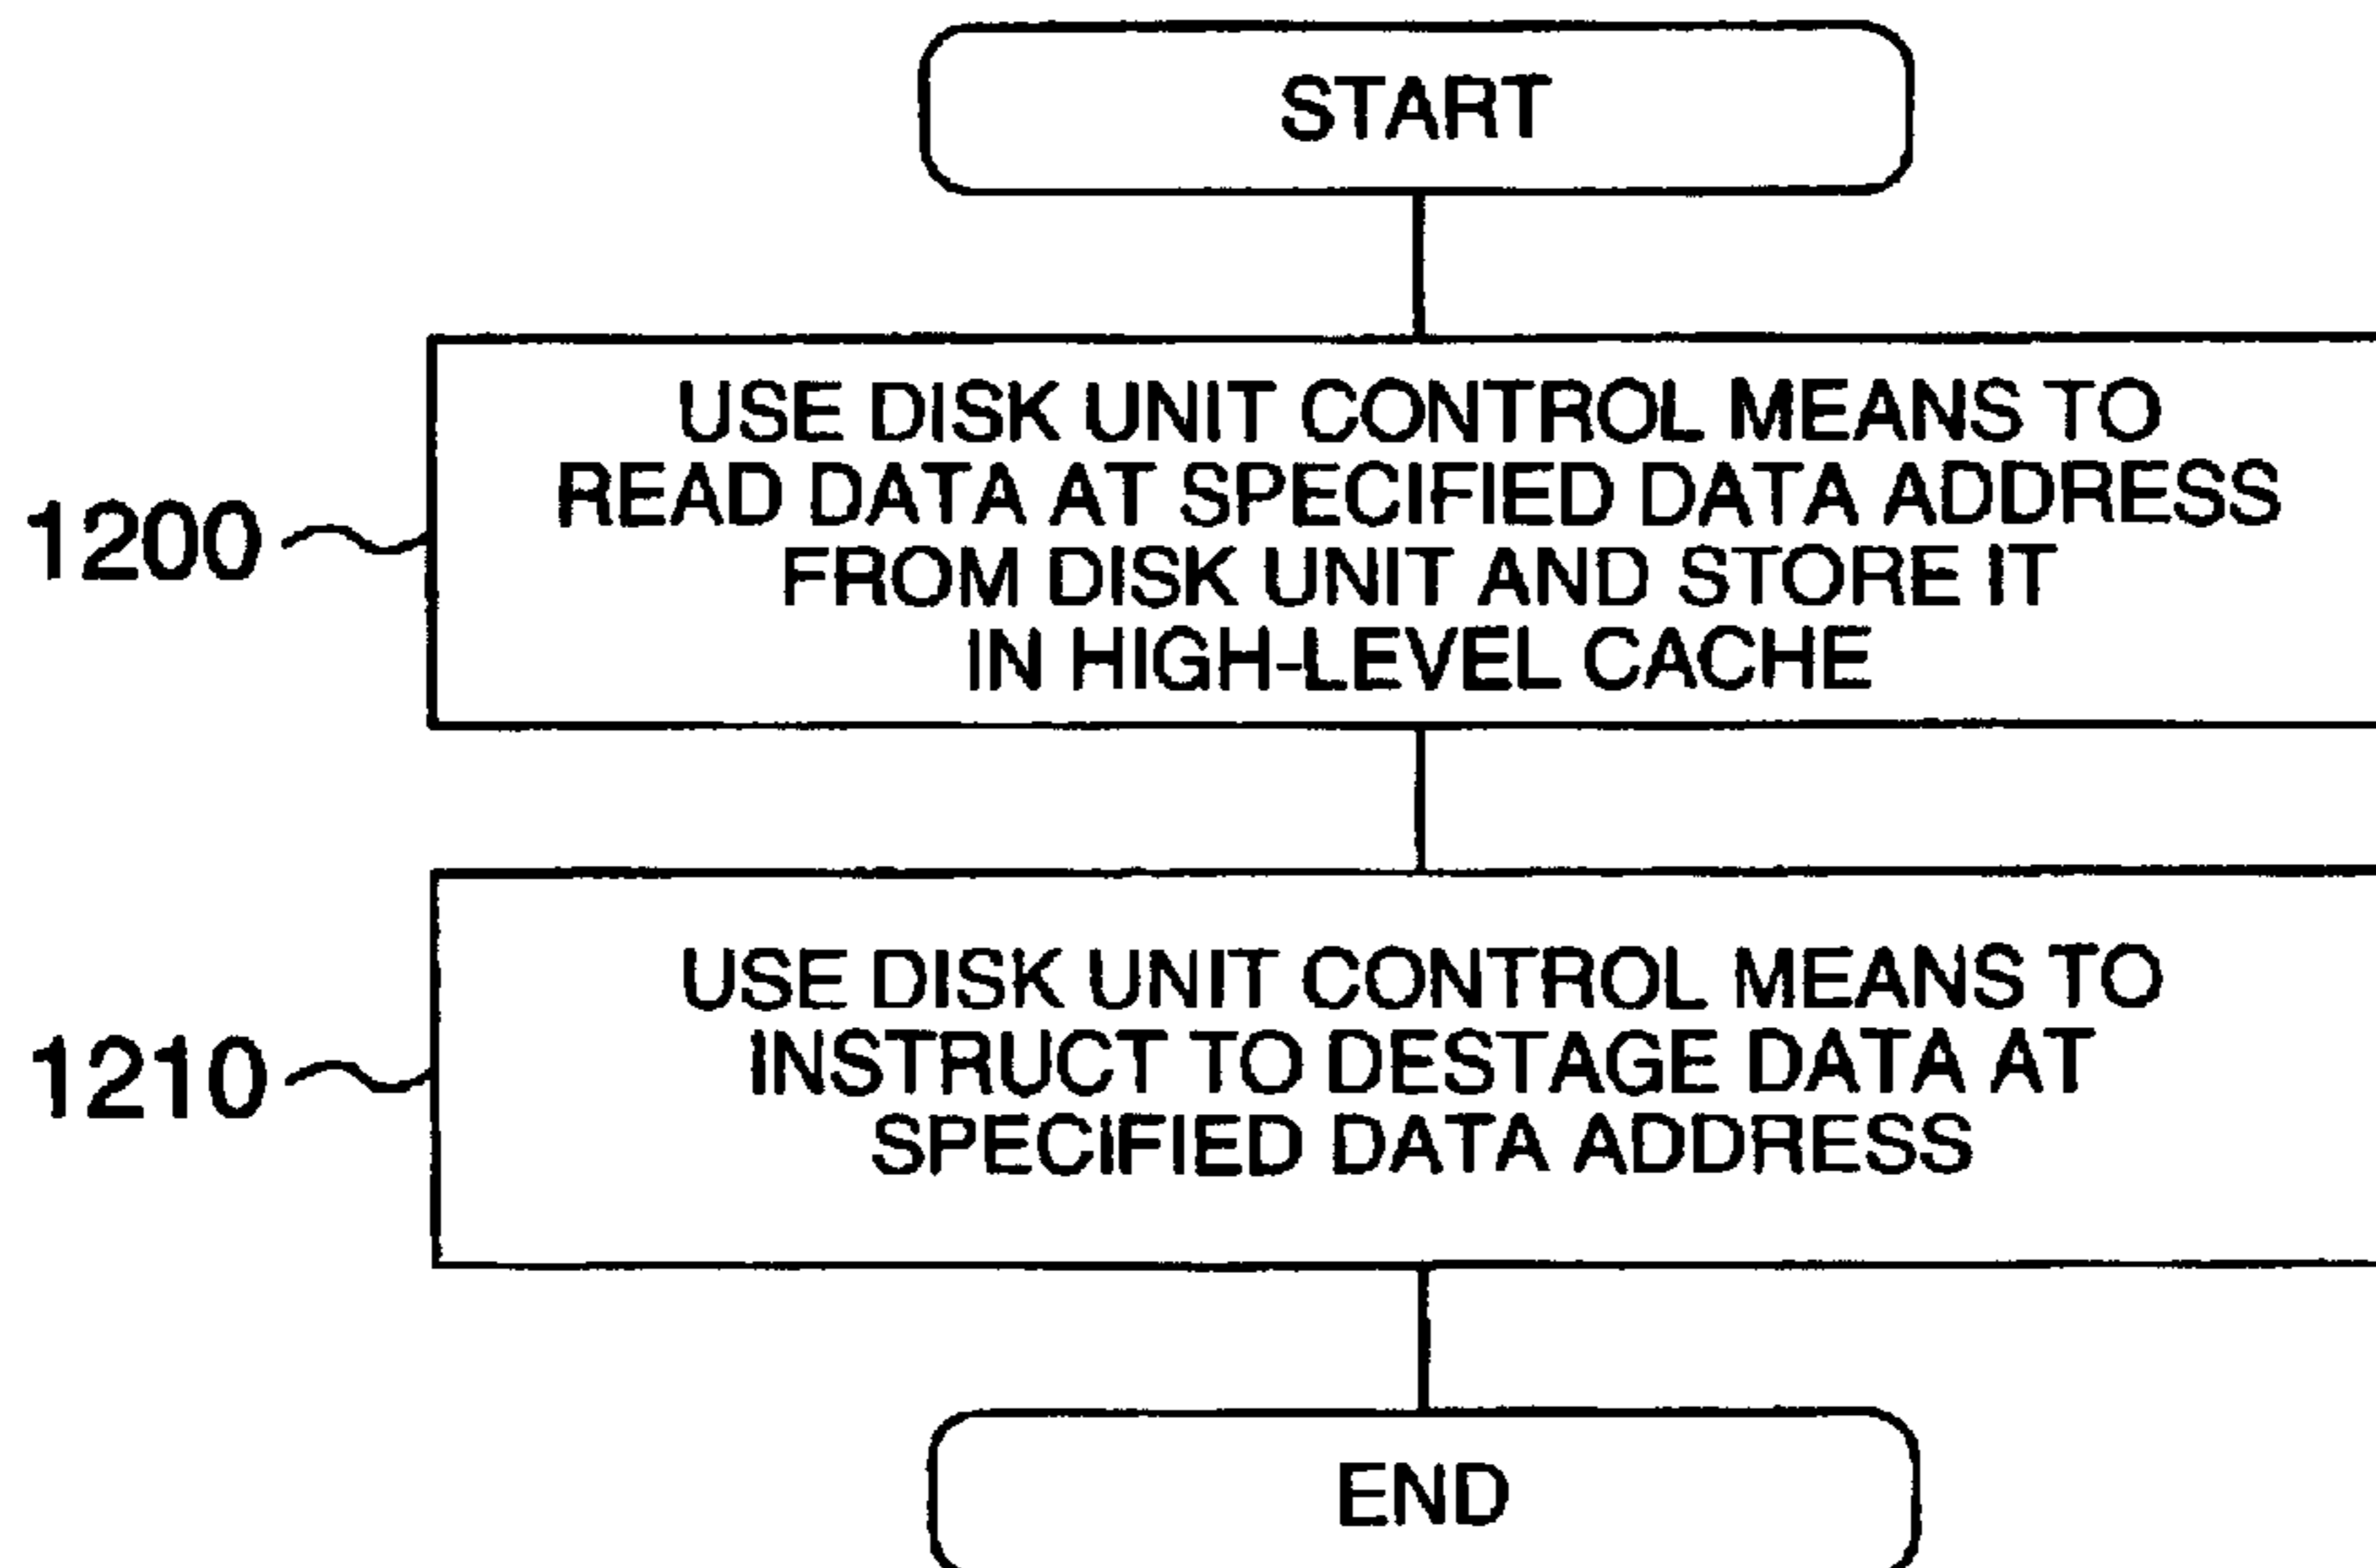 START
USE DISK UNIT CONTROL MEANS TO
READ DATA AT SPECIFIED DATA ADDRESS
FROM DISK UNIT AND STORE IT
IN HIGH-LEVEL CACHE
1200
USE DISK UNIT CONTROL MEANS TO
INSTRUCT TO DESTAGE DATA AT
SPECIFIED DATA ADDRESS
1210
END